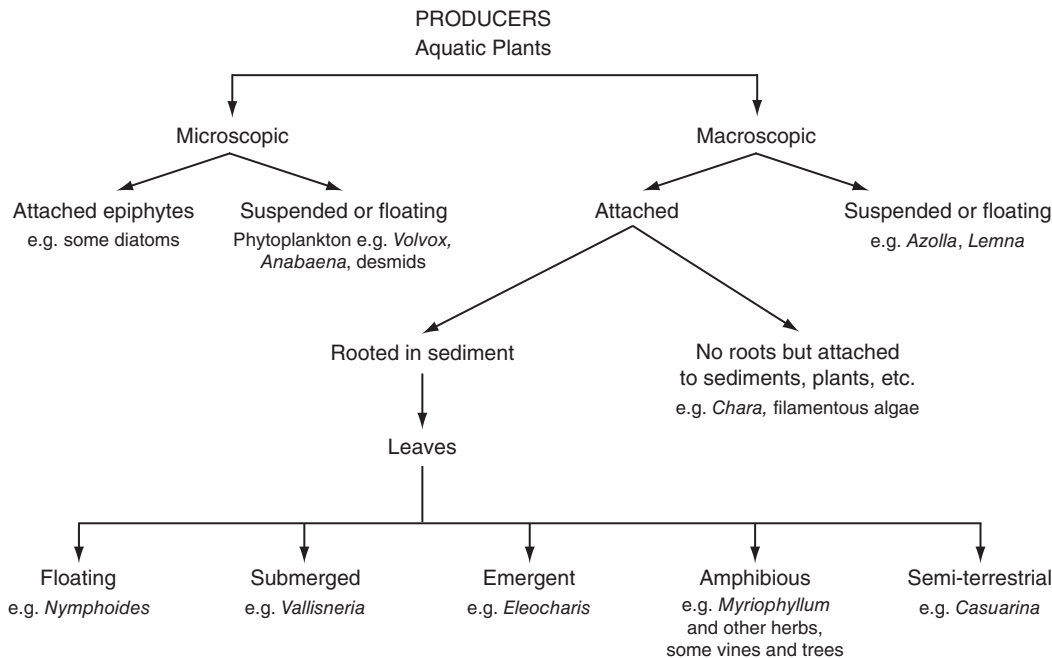 PRODUCERS
Aquatic Plants
Microscopic
Macroscopic
Attached epiphytes
e.g. some diatoms
Suspended or floating
Phytoplankton e.g. Volvox,
Anabaena, desmids
Attached
Suspended or floating
e.g. Azolla, Lemna
Rooted in sediment
No roots but attached
to sediments, plants, etc.
e.g. Chara, filamentous algae
Leaves
Floating
e.g. Nymphoides
Submerged
e.g. Vallisneria
Emergent
e.g. Eleocharis
Amphibious
e.g. Myriophyllum
and other herbs,
some vines and trees
Semi-terrestrial
e.g. Casuarina